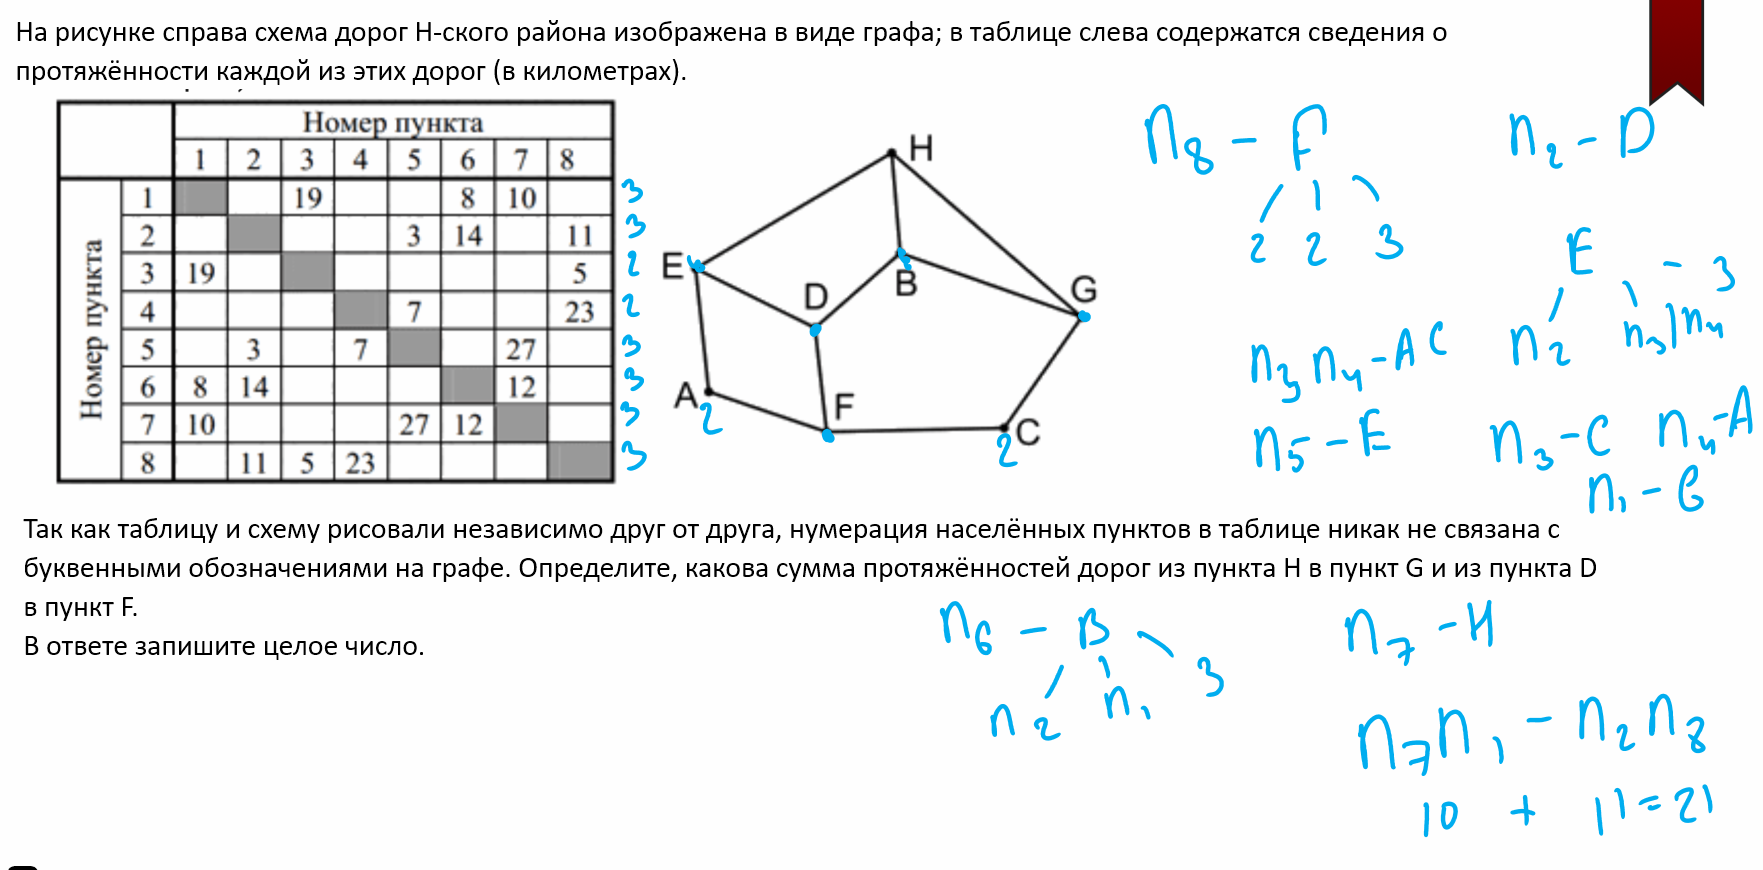 На рисунке справа схема дорог Н-ского района изображена в виде графа; в таблице слева содержатся сведения о
протяжённости каждой из этих дорог (в километрах).
Номер пункта
1 2 3 4 5 6 7 8
Номер пункта
1 19 8 10 3
2 3 14 11 3
3 19 5 2
4 7 23 2
5 3 4 7 27 3
6 8 14 12 3
7 10 27 12 3
8 11 5 23 3
H
E
D
B
G
A
2
F
2
C
n8 - F
2 2 3
n2 - D
E
n2 n3/n4 - 3
n3 n4 - A C
n5 - E
n3 - C n4 - A
n1 - G
Так как таблицу и схему рисовали независимо друг от друга, нумерация населённых пунктов в таблице никак не связана с
буквенными обозначениями на графе. Определите, какова сумма протяжённостей дорог из пункта H в пункт G и из пункта D
в пункт F.
В ответе запишите целое число.
n6 - B
n2 n1 3
n7 - H
n7 n1 - n2 n8
10 + 11 = 21